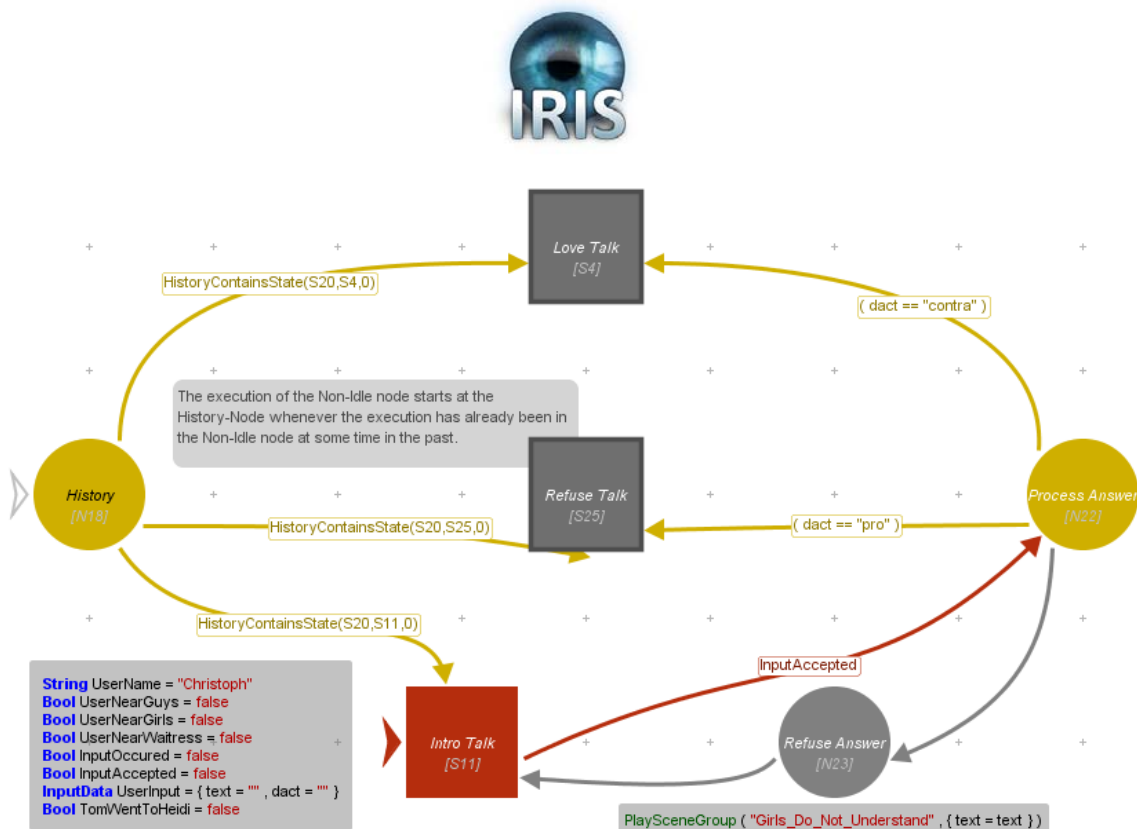 IRIS
Love Talk
[S4]
HistoryContainsState(S20,S4,0)
( dact == "contra" )
The execution of the Non-Idle node starts at the
History-Node whenever the execution has already been in
the Non-Idle node at some time in the past.
History
[N18]
Refuse Talk
[S25]
Process Answer
[N22]
HistoryContainsState(S20,S25,0)
( dact == "pro" )
HistoryContainsState(S20,S11,0)
InputAccepted
String UserName = "Christoph"
Bool UserNearGuys = false
Bool UserNearGirls = false
Bool UserNearWaitress = false
Bool InputOccured = false
Bool InputAccepted = false
InputData UserInput = { text = "" , dact = "" }
Bool TomWentToHeidi = false
Intro Talk
[S11]
Refuse Answer
[N23]
PlaySceneGroup ( "Girls_Do_Not_Understand" , { text = text } )